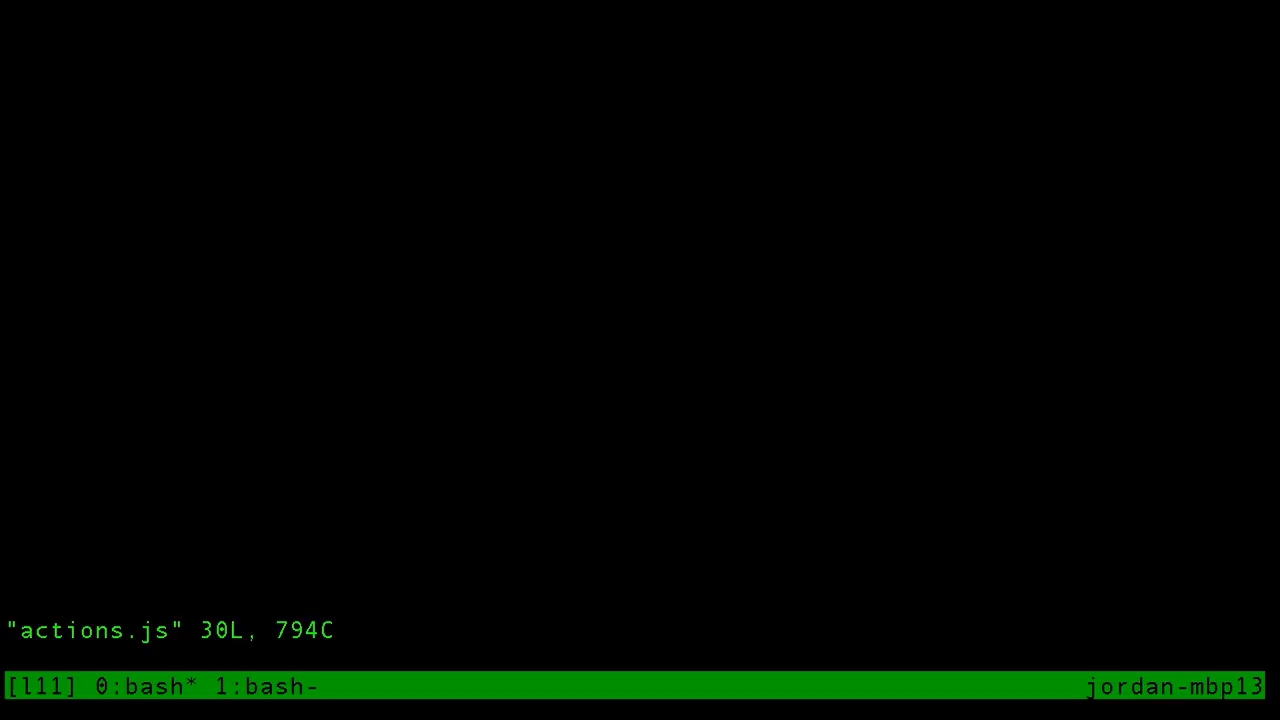 "actions.js" 30L, 794C
[l11] 0:bash* 1:bash-
jordan-mbp13